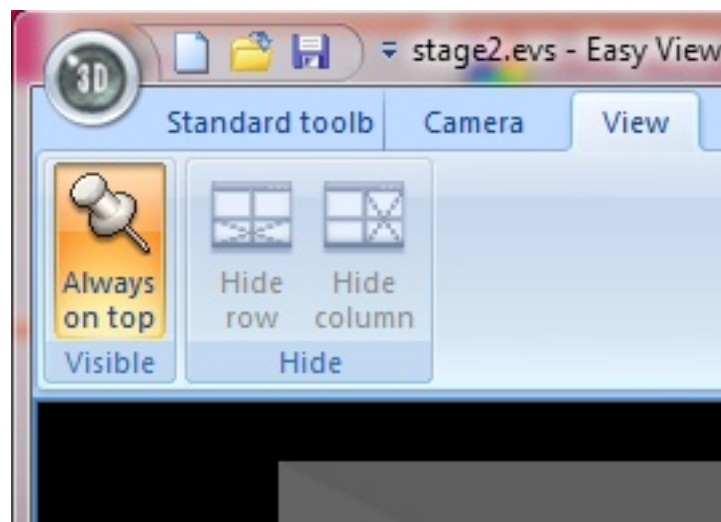 3D
stage2.evs - Easy View
Standard toolb
Camera
View
Always
on top
Hide
row
Hide
column
Visible
Hide